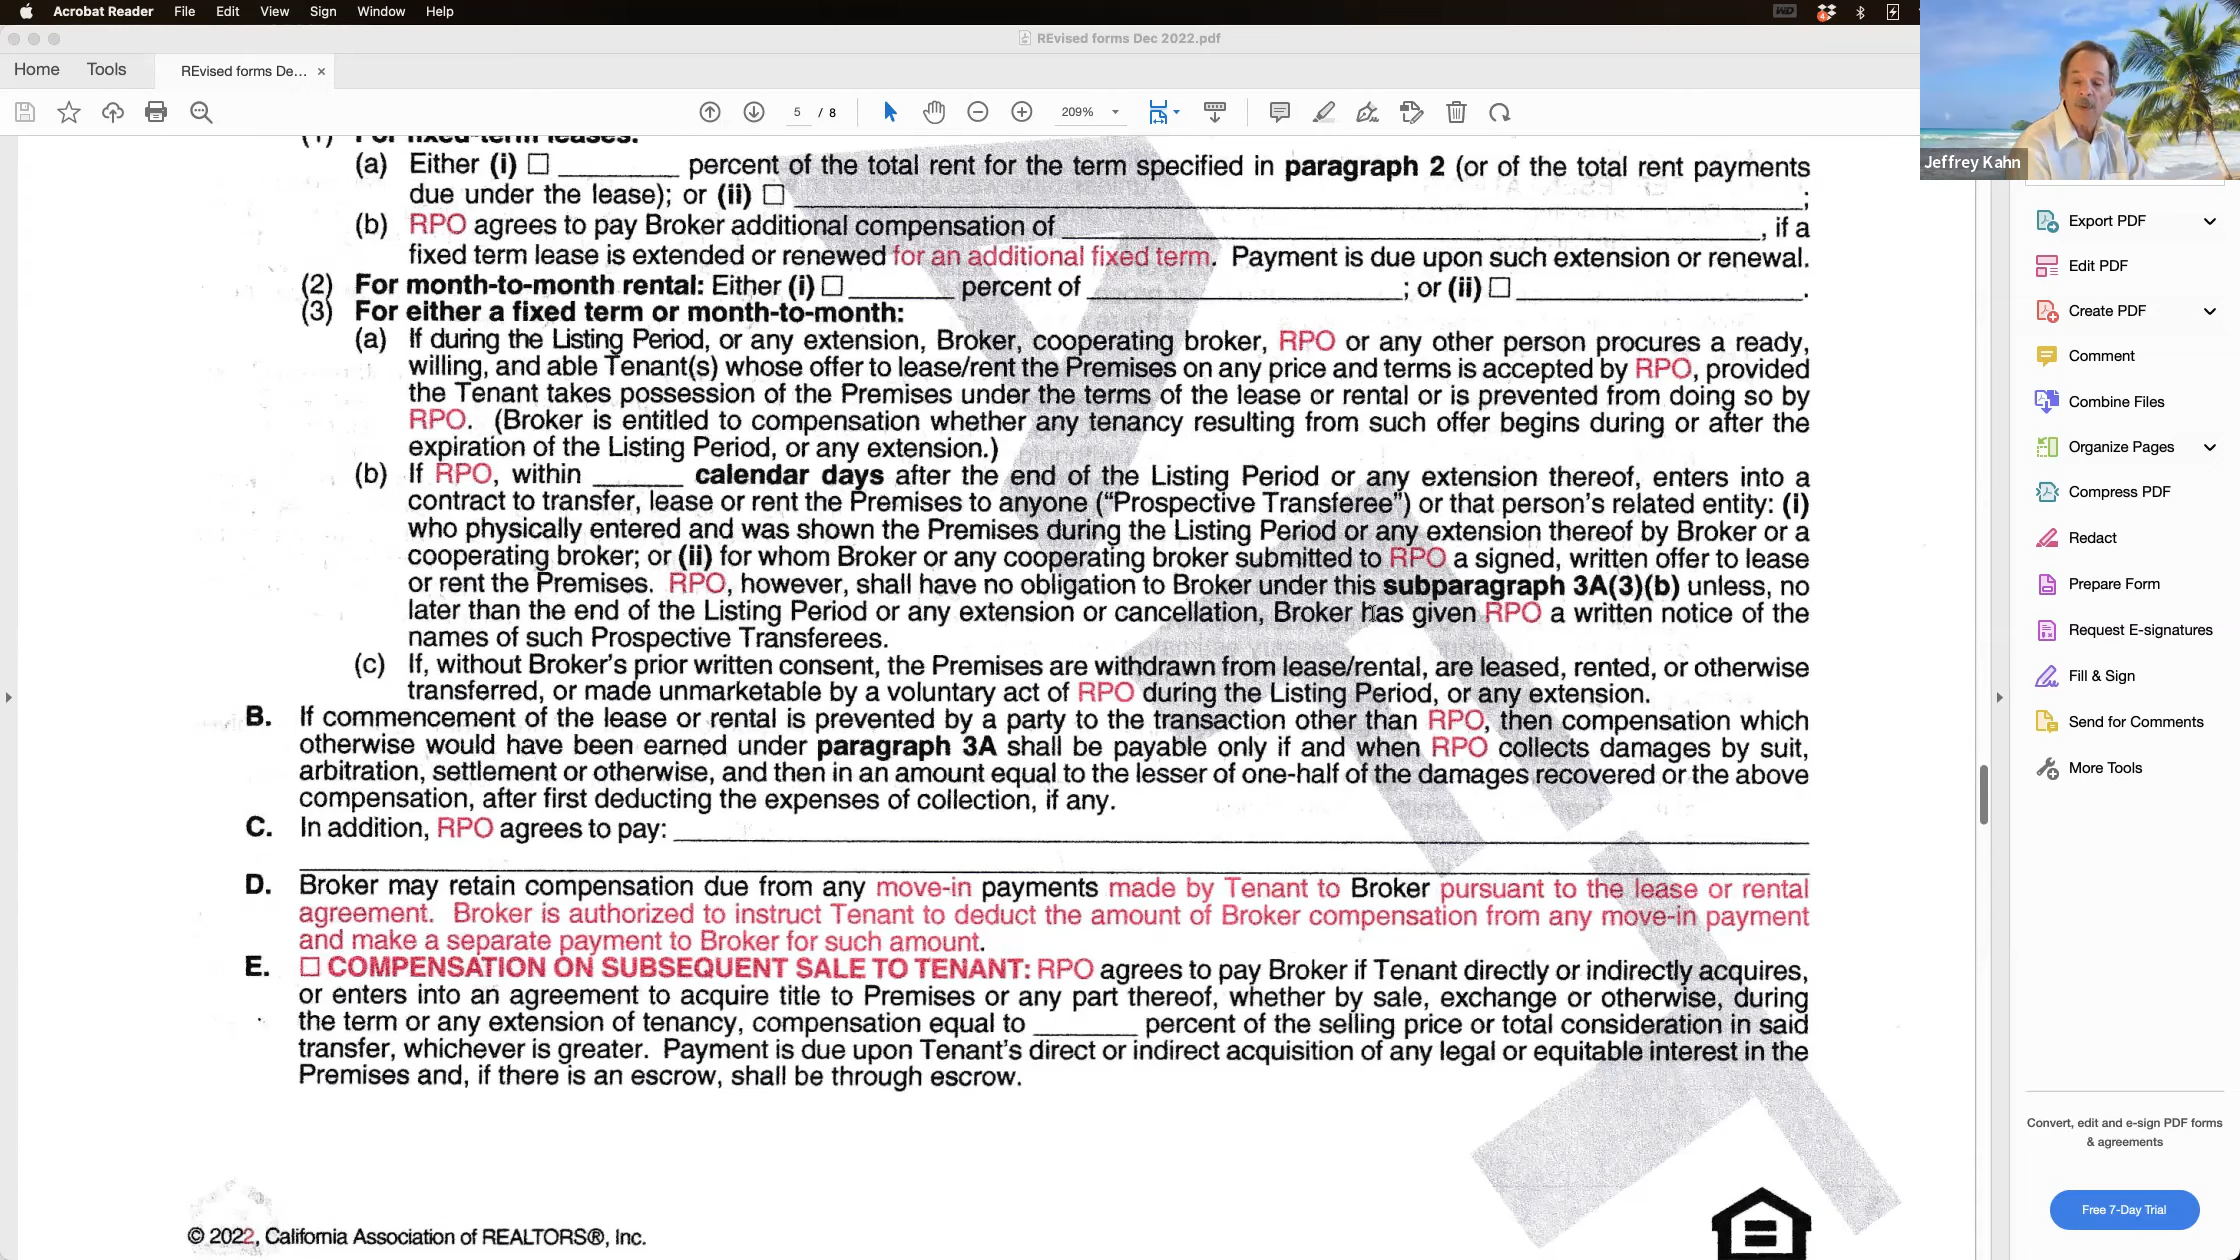 Acrobat Reader File Edit View Sign Window Help
REvised forms Dec 2022.pdf
Home Tools REvised forms De... ×
5 / 8 209%
Jeffrey Kahn
(1) For fixed-term leases:
(a) Either (i) ☐ ________ percent of the total rent for the term specified in paragraph 2 (or of the total rent payments
due under the lease); or (ii) ☐ ________;
(b) RPO agrees to pay Broker additional compensation of ________, if a
fixed term lease is extended or renewed for an additional fixed term. Payment is due upon such extension or renewal.
(2) For month-to-month rental: Either (i) ☐ ________ percent of ________; or (ii) ☐ ________.
(3) For either a fixed term or month-to-month:
(a) If during the Listing Period, or any extension, Broker, cooperating broker, RPO or any other person procures a ready,
willing, and able Tenant(s) whose offer to lease/rent the Premises on any price and terms is accepted by RPO, provided
the Tenant takes possession of the Premises under the terms of the lease or rental or is prevented from doing so by
RPO. (Broker is entitled to compensation whether any tenancy resulting from such offer begins during or after the
expiration of the Listing Period, or any extension.)
(b) If RPO, within ______ calendar days after the end of the Listing Period or any extension thereof, enters into a
contract to transfer, lease or rent the Premises to anyone (“Prospective Transferee”) or that person’s related entity: (i)
who physically entered and was shown the Premises during the Listing Period or any extension thereof by Broker or a
cooperating broker; or (ii) for whom Broker or any cooperating broker submitted to RPO a signed, written offer to lease
or rent the Premises. RPO, however, shall have no obligation to Broker under this subparagraph 3A(3)(b) unless, no
later than the end of the Listing Period or any extension or cancellation, Broker has given RPO a written notice of the
names of such Prospective Transferees.
(c) If, without Broker’s prior written consent, the Premises are withdrawn from lease/rental, are leased, rented, or otherwise
transferred, or made unmarketable by a voluntary act of RPO during the Listing Period, or any extension.
B. If commencement of the lease or rental is prevented by a party to the transaction other than RPO, then compensation which
otherwise would have been earned under paragraph 3A shall be payable only if and when RPO collects damages by suit,
arbitration, settlement or otherwise, and then in an amount equal to the lesser of one-half of the damages recovered or the above
compensation, after first deducting the expenses of collection, if any.
C. In addition, RPO agrees to pay: ________
D. Broker may retain compensation due from any move-in payments made by Tenant to Broker pursuant to the lease or rental
agreement. Broker is authorized to instruct Tenant to deduct the amount of Broker compensation from any move-in payment
and make a separate payment to Broker for such amount.
E. ☐ COMPENSATION ON SUBSEQUENT SALE TO TENANT: RPO agrees to pay Broker if Tenant directly or indirectly acquires,
or enters into an agreement to acquire title to Premises or any part thereof, whether by sale, exchange or otherwise, during
the term or any extension of tenancy, compensation equal to _______ percent of the selling price or total consideration in said
transfer, whichever is greater. Payment is due upon Tenant’s direct or indirect acquisition of any legal or equitable interest in the
Premises and, if there is an escrow, shall be through escrow.
© 2022, California Association of REALTORS®, Inc.
Export PDF
Edit PDF
Create PDF
Comment
Combine Files
Organize Pages
Compress PDF
Redact
Prepare Form
Request E-signatures
Fill & Sign
Send for Comments
More Tools
Convert, edit and e-sign PDF forms
& agreements
Free 7-Day Trial